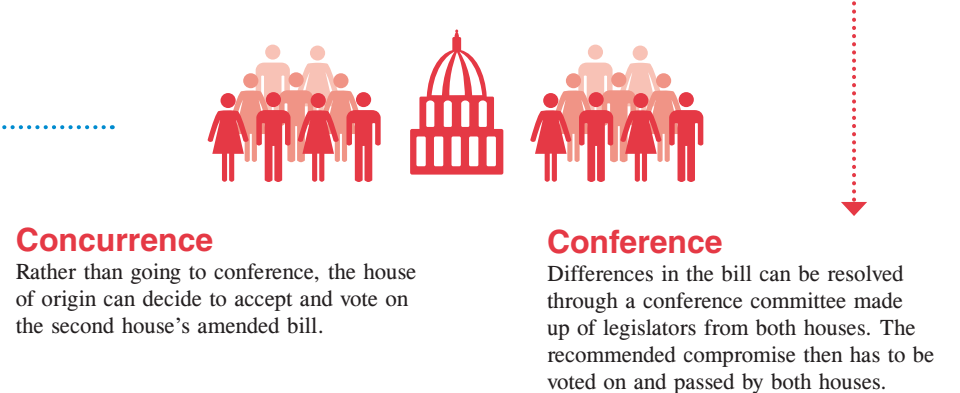 Concurrence
Rather than going to conference, the house
of origin can decide to accept and vote on
the second house's amended bill.
Conference
Differences in the bill can be resolved
through a conference committee made
up of legislators from both houses. The
recommended compromise then has to be
voted on and passed by both houses.